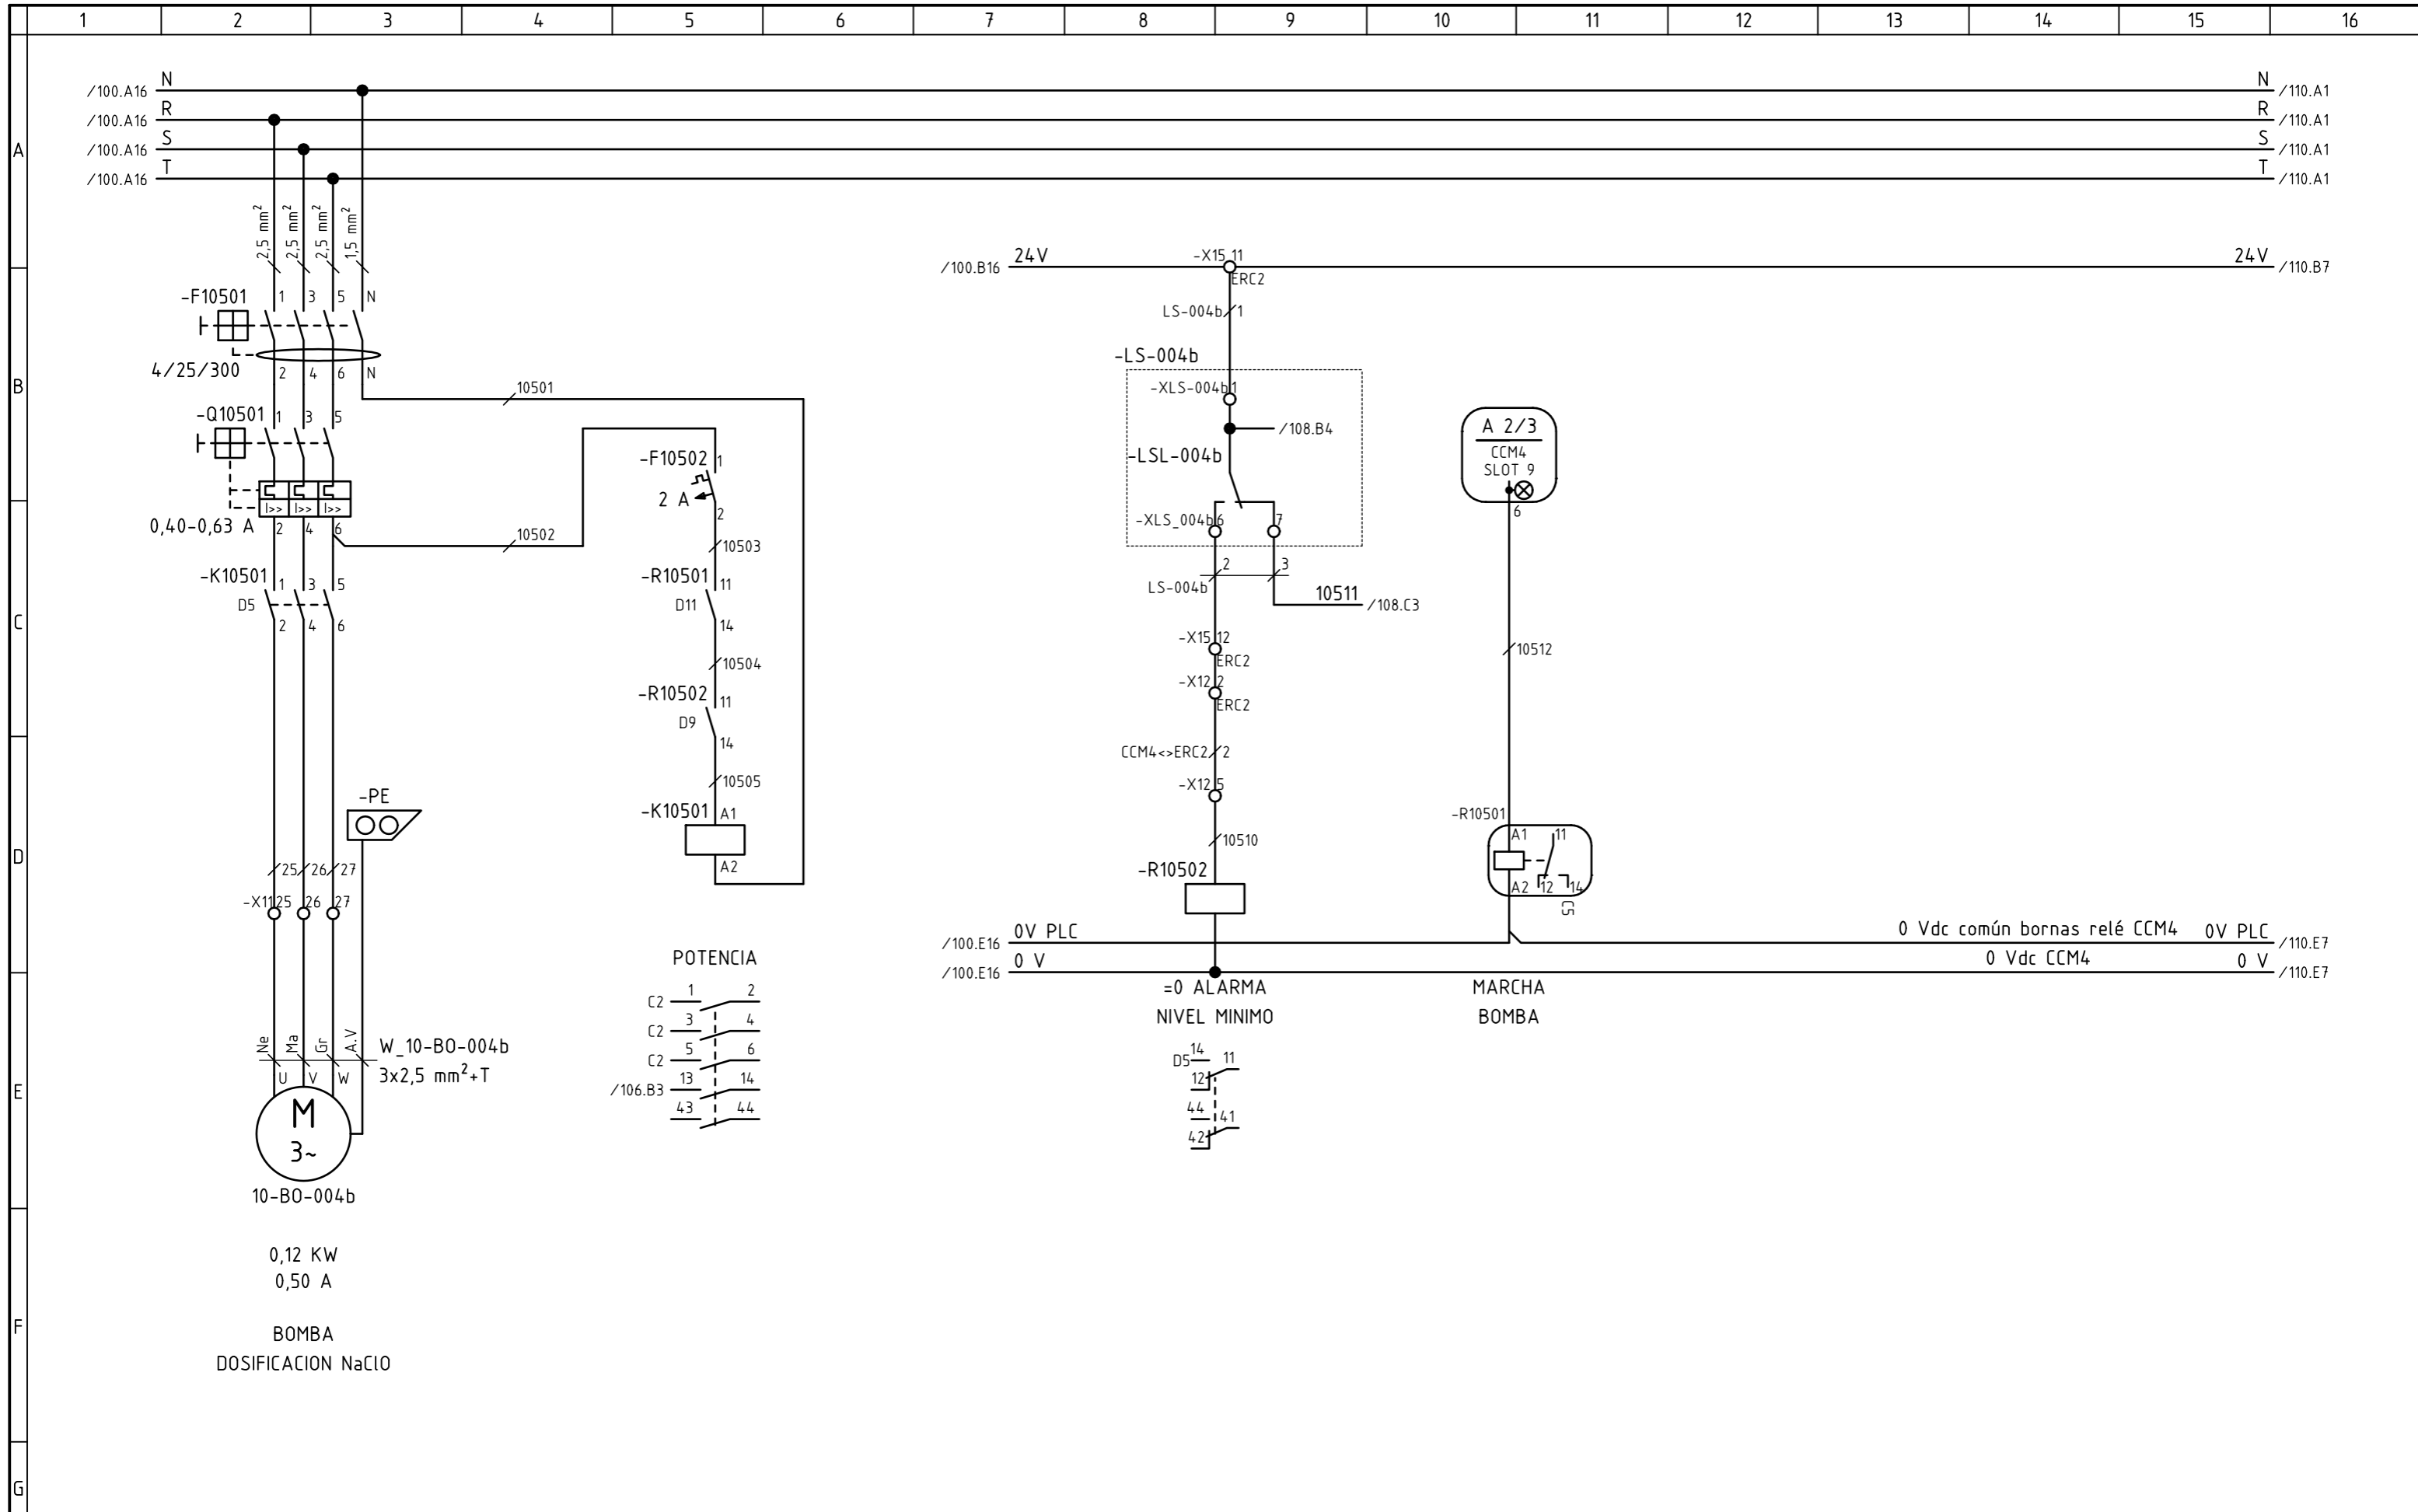 1 2 3 4 5 6 7 8 9 10 11 12 13 14 15 16
A
B
C
D
E
F
G
/100.A16 N
/100.A16 R
/100.A16 S
/100.A16 T
N /110.A1
R /110.A1
S /110.A1
T /110.A1
2,5 mm² 2,5 mm² 2,5 mm² 1,5 mm²
-F10501 1 3 5 N
4/25/300 2 4 6 N
10501
-Q10501 1 3 5
I>> I>> I>>
0,40-0,63 A 2 4 6
10502
-K10501 1 3 5
D5
2 4 6
-PE
25 26 27
-X11 25 26 27
Ne Ma Gr A.V
W_10-BO-004b
3x2,5 mm²+T
U V W
M
3~
10-BO-004b
0,12 KW
0,50 A
BOMBA
DOSIFICACION NaClO
-F10502 1
2 A
2
10503
-R10501 11
D11
14
10504
-R10502 11
D9
14
10505
-K10501 A1
A2
POTENCIA
C2 1 2
C2 3 4
C2 5 6
/106.B3 13 14
43 44
/100.B16 24V
-X15 11
ERC2
24V /110.B7
LS-004b 1
-LS-004b
-XLS-004b 1
/108.B4
-LSL-004b
-XLS_004b 6 7
2 3
LS-004b
10511 /108.C3
-X15 12
ERC2
-X12 2
ERC2
CCM4<>ERC2 2
-X12 5
10510
-R10502
A 2/3
CCM4
SLOT 9
6
10512
-R10501
A1 11
A2 12 14
C5
/100.E16 0V PLC
0 Vdc común bornas relé CCM4 0V PLC /110.E7
/100.E16 0 V
0 Vdc CCM4 0 V /110.E7
=0 ALARMA
NIVEL MINIMO
MARCHA
BOMBA
14 11
D5
12
44 41
42